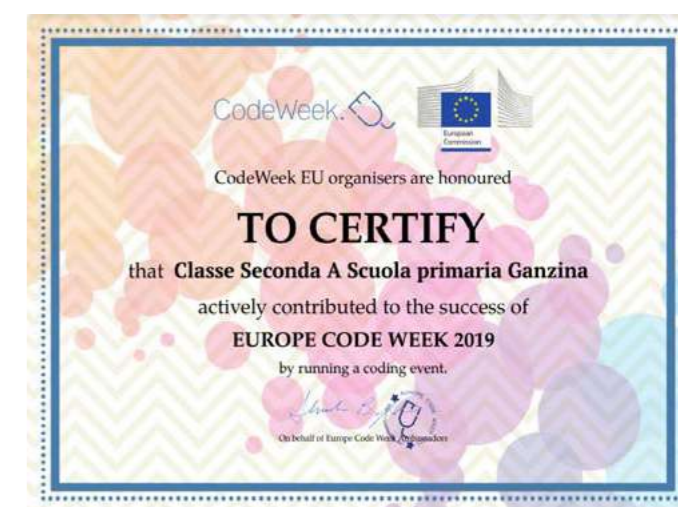 CodeWeek.
European
Commission
CodeWeek EU organisers are honoured
TO CERTIFY
that Classe Seconda A Scuola primaria Ganzina
actively contributed to the success of
EUROPE CODE WEEK 2019
by running a coding event.
On behalf of Europe Code Week Ambassadors